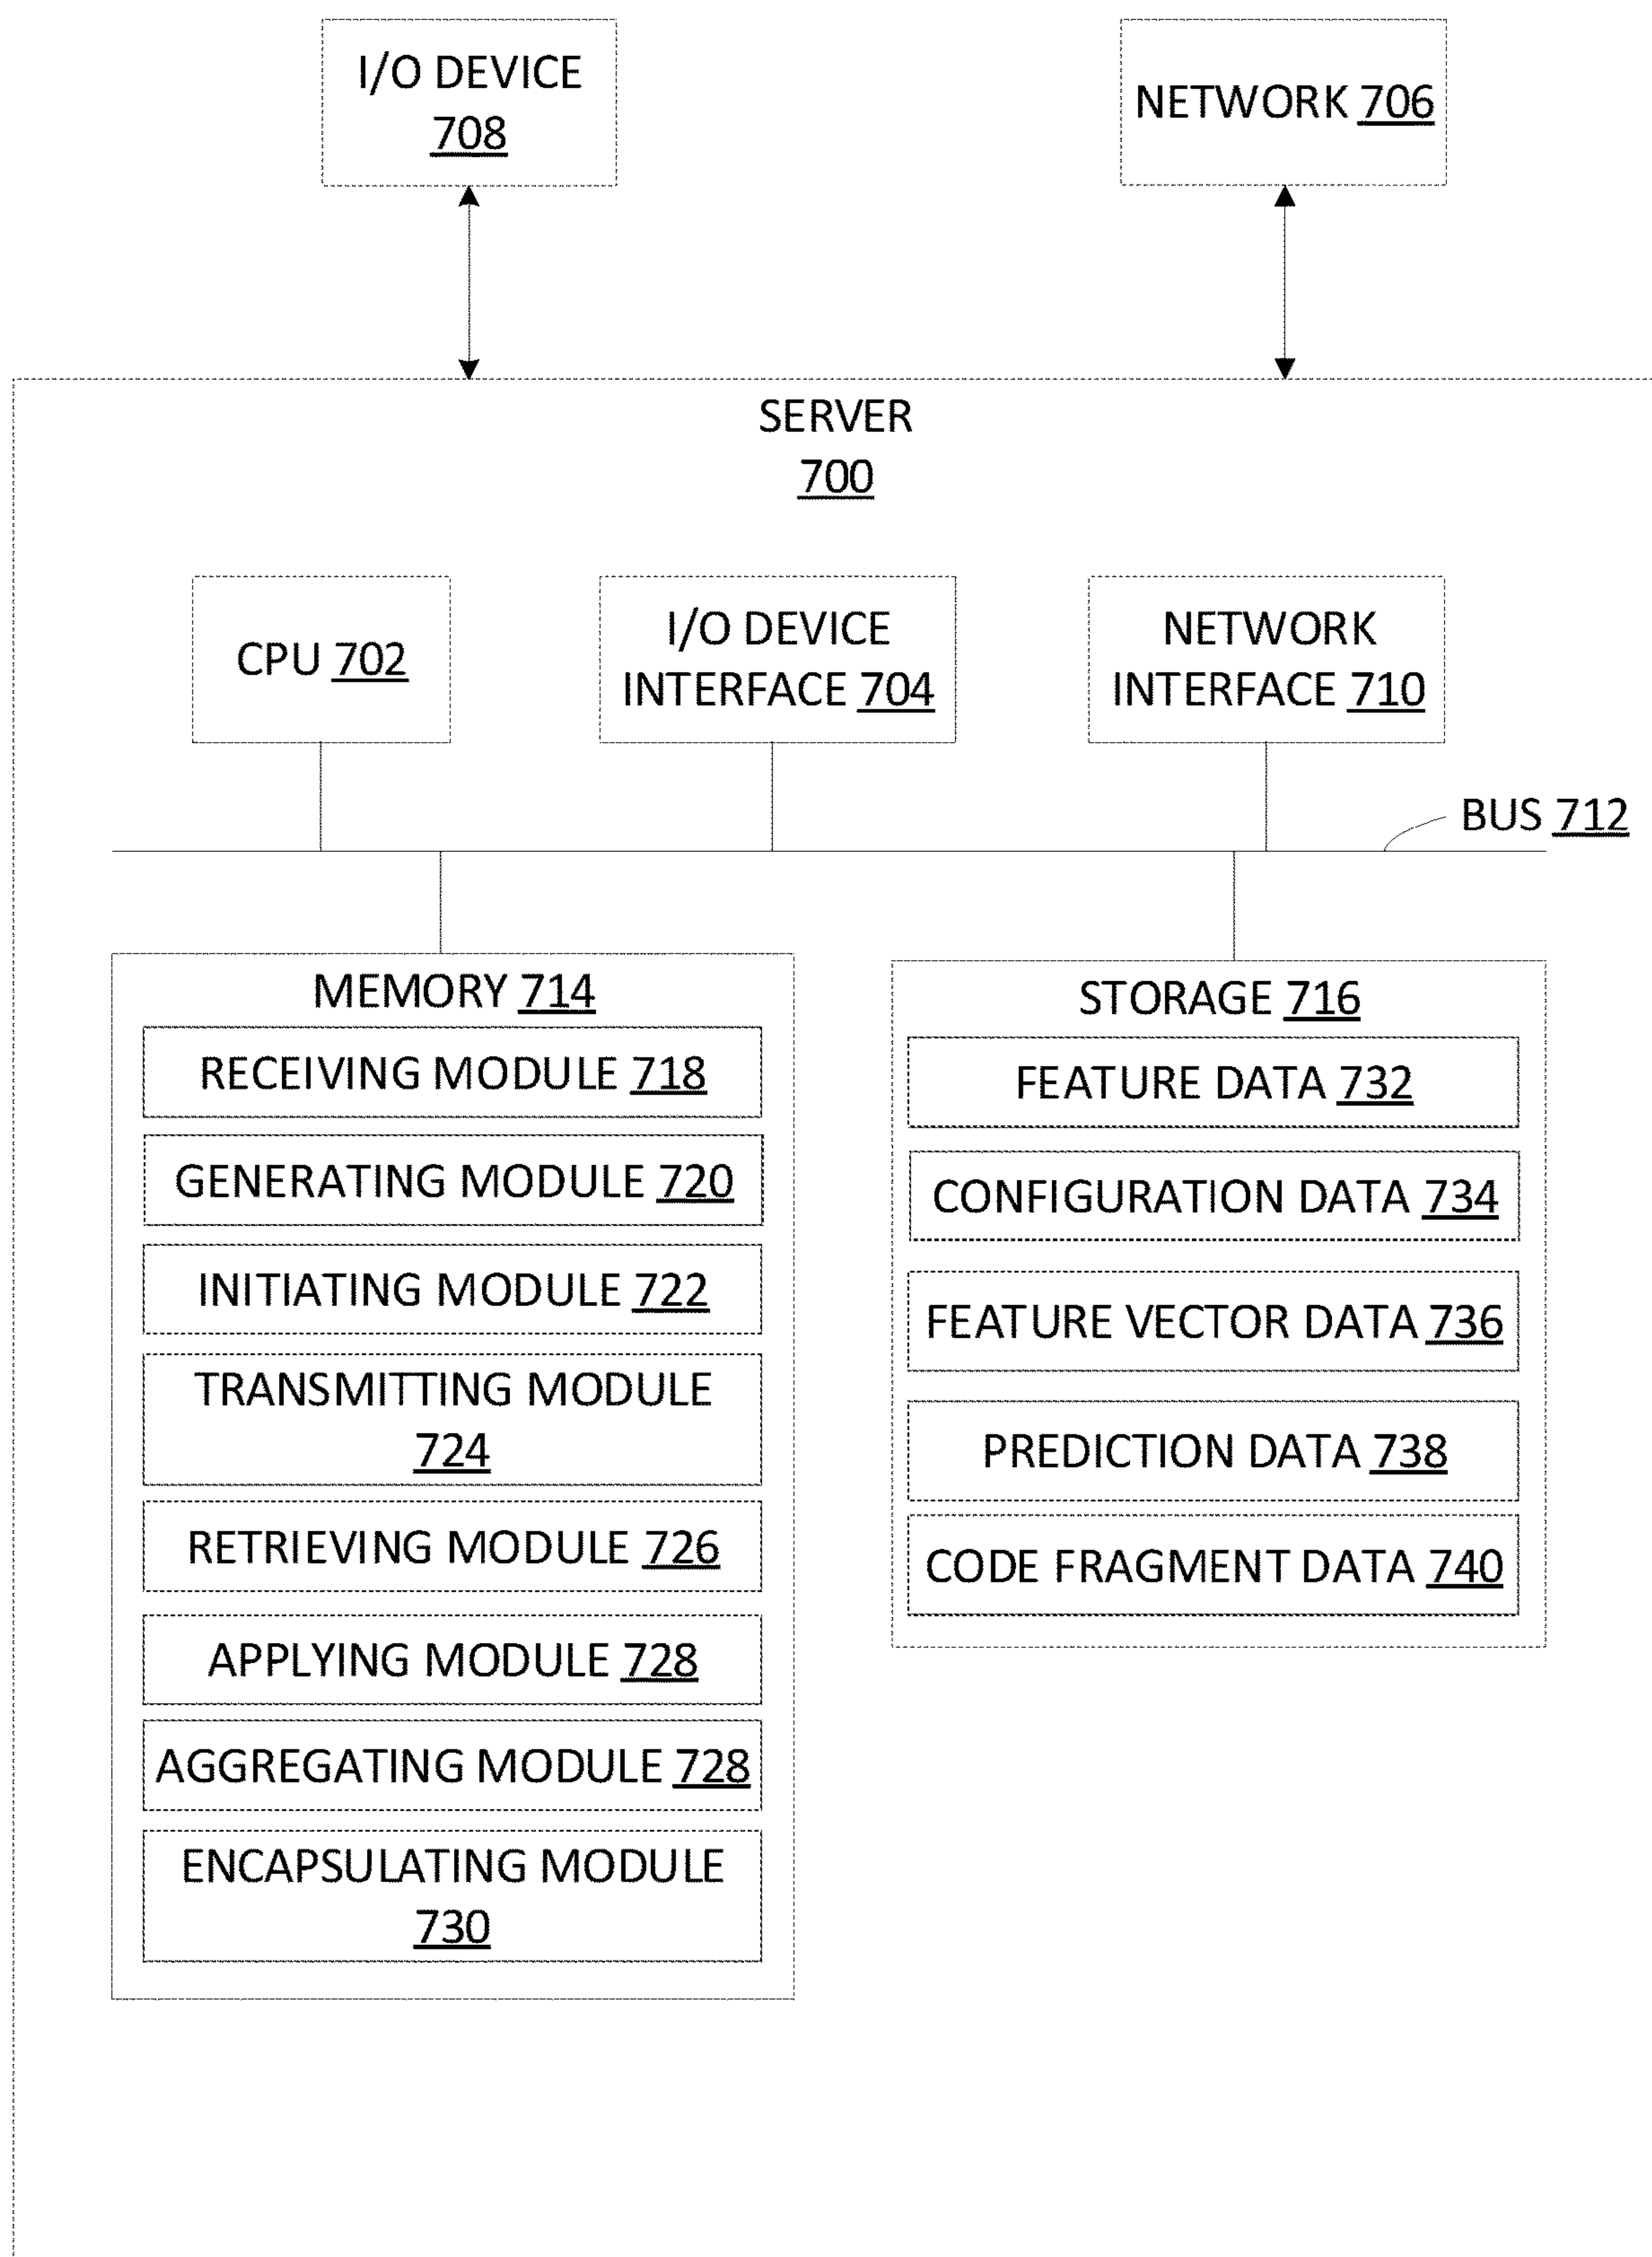 I/O DEVICE
708
NETWORK 706
SERVER
700
CPU 702
I/O DEVICE
INTERFACE 704
NETWORK
INTERFACE 710
BUS 712
MEMORY 714
RECEIVING MODULE 718
GENERATING MODULE 720
INITIATING MODULE 722
TRANSMITTING MODULE
724
RETRIEVING MODULE 726
APPLYING MODULE 728
AGGREGATING MODULE 728
ENCAPSULATING MODULE
730
STORAGE 716
FEATURE DATA 732
CONFIGURATION DATA 734
FEATURE VECTOR DATA 736
PREDICTION DATA 738
CODE FRAGMENT DATA 740